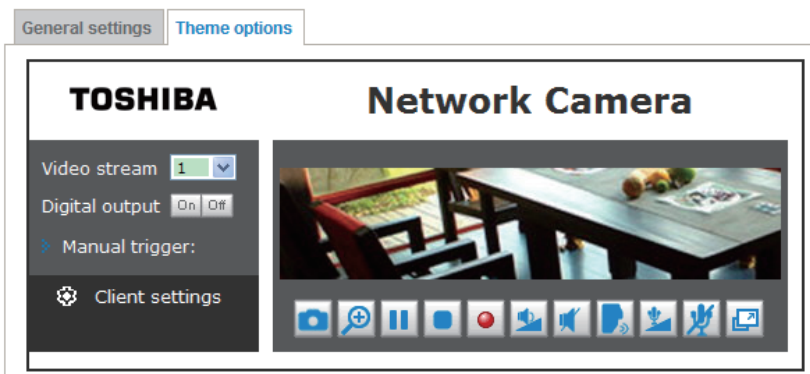 General settings
Theme options
TOSHIBA
Network Camera
Video stream 1
Digital output On Off
Manual trigger:
Client settings